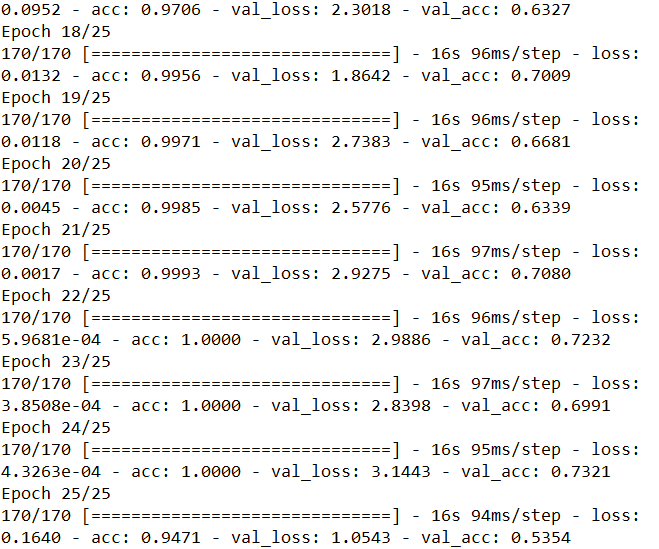 0.0952 - acc: 0.9706 - val_loss: 2.3018 - val_acc: 0.6327
Epoch 18/25
170/170 [==============================] - 16s 96ms/step - loss:
0.0132 - acc: 0.9956 - val_loss: 1.8642 - val_acc: 0.7009
Epoch 19/25
170/170 [==============================] - 16s 96ms/step - loss:
0.0118 - acc: 0.9971 - val_loss: 2.7383 - val_acc: 0.6681
Epoch 20/25
170/170 [==============================] - 16s 95ms/step - loss:
0.0045 - acc: 0.9985 - val_loss: 2.5776 - val_acc: 0.6339
Epoch 21/25
170/170 [==============================] - 16s 97ms/step - loss:
0.0017 - acc: 0.9993 - val_loss: 2.9275 - val_acc: 0.7080
Epoch 22/25
170/170 [==============================] - 16s 96ms/step - loss:
5.9681e-04 - acc: 1.0000 - val_loss: 2.9886 - val_acc: 0.7232
Epoch 23/25
170/170 [==============================] - 16s 97ms/step - loss:
3.8508e-04 - acc: 1.0000 - val_loss: 2.8398 - val_acc: 0.6991
Epoch 24/25
170/170 [==============================] - 16s 95ms/step - loss:
4.3263e-04 - acc: 1.0000 - val_loss: 3.1443 - val_acc: 0.7321
Epoch 25/25
170/170 [==============================] - 16s 94ms/step - loss:
0.1640 - acc: 0.9471 - val_loss: 1.0543 - val_acc: 0.5354